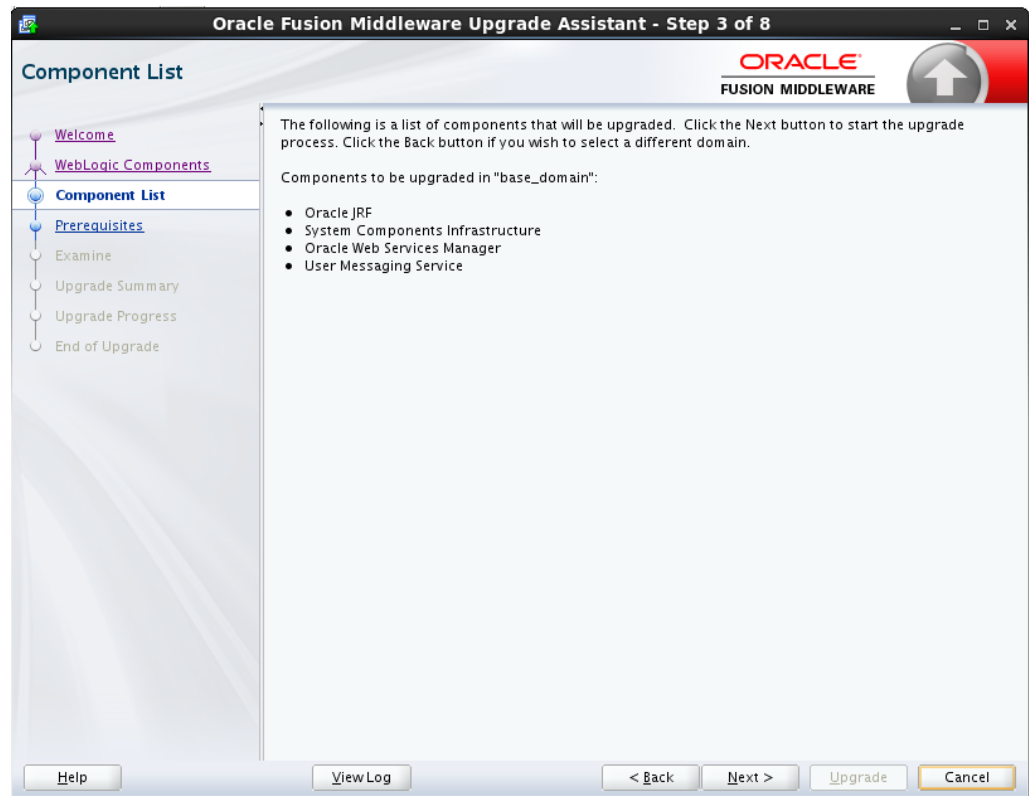 Oracle Fusion Middleware Upgrade Assistant - Step 3 of 8
Component List
ORACLE
FUSION MIDDLEWARE
Welcome
WebLogic Components
Component List
Prerequisites
Examine
Upgrade Summary
Upgrade Progress
End of Upgrade
The following is a list of components that will be upgraded. Click the Next button to start the upgrade
process. Click the Back button if you wish to select a different domain.
Components to be upgraded in "base_domain":
● Oracle JRF
● System Components Infrastructure
● Oracle Web Services Manager
● User Messaging Service
Help
View Log
< Back
Next >
Upgrade
Cancel